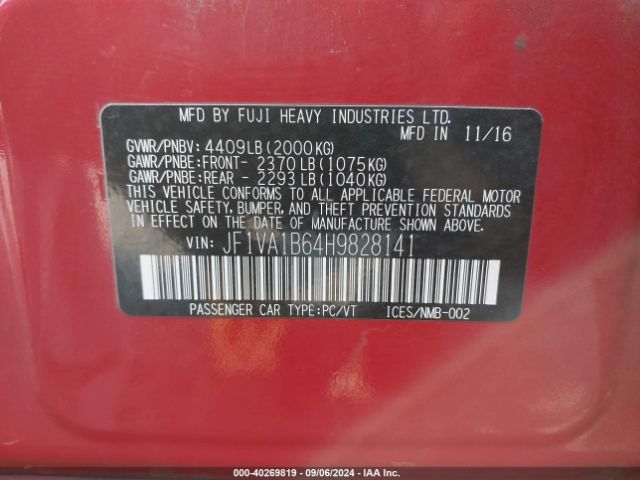 MFD BY FUJI HEAVY INDUSTRIES LTD.
MFD IN 11/16
GVWR/PNBV: 4409LB(2000KG)
GAWR/PNBE:FRONT- 2370LB(1075KG)
GAWR/PNBE:REAR - 2293LB(1040KG)
THIS VEHICLE CONFORMS TO ALL APPLICABLE FEDERAL MOTOR
VEHICLE SAFETY, BUMPER, AND THEFT PREVENTION STANDARDS
IN EFFECT ON THE DATE OF MANUFACTURE SHOWN ABOVE.
VIN: JF1VA1B64H9828141
PASSENGER CAR TYPE:PC/VT ICES/NMB-002
000-40269819 - 09/06/2024 - IAA Inc.